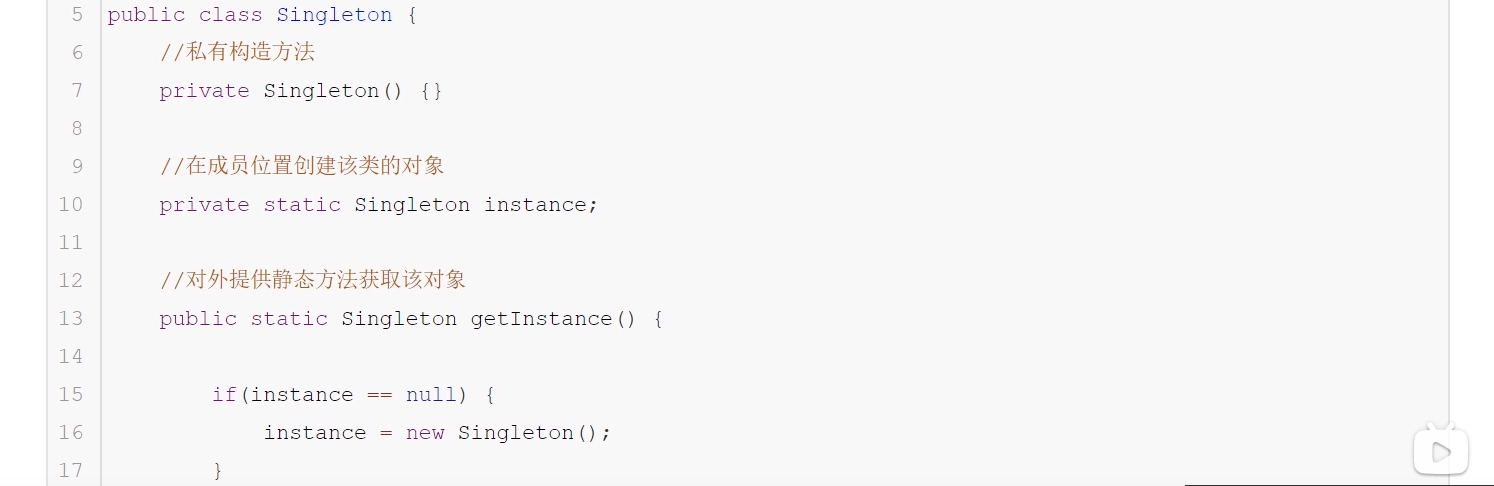 5 public class Singleton {
6     //私有构造方法
7     private Singleton() {}
8
9     //在成员位置创建该类的对象
10     private static Singleton instance;
11
12     //对外提供静态方法获取该对象
13     public static Singleton getInstance() {
14
15         if(instance == null) {
16             instance = new Singleton();
17         }